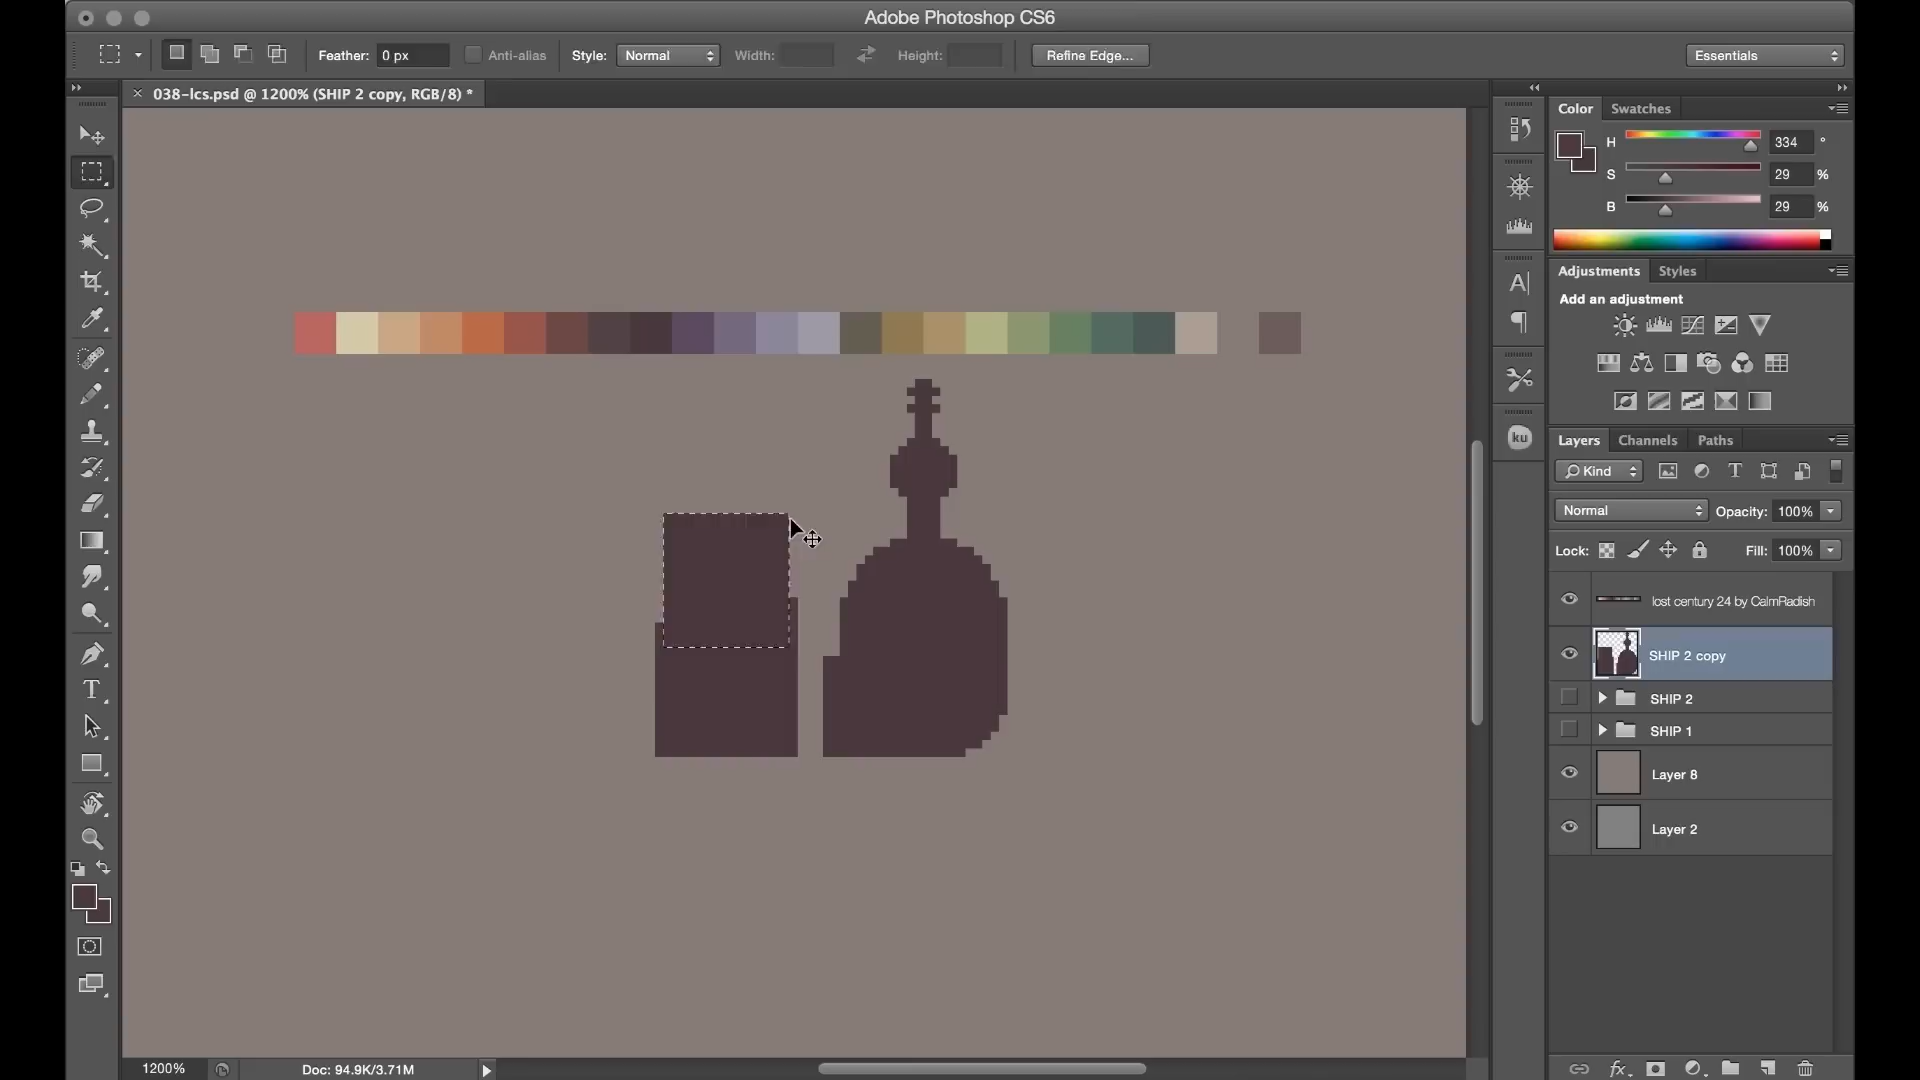 Adobe Photoshop CS6
Feather: 0 px Anti-alias Style: Normal Width: Height: Refine Edge... Essentials
038-lcs.psd @ 1200% (SHIP 2 copy, RGB/8) *
Color Swatches
H 334 °
S 29 %
B 29 %
Adjustments Styles
Add an adjustment
A
ku
Layers Channels Paths
Kind
Normal Opacity: 100%
Lock: Fill: 100%
lost century 24 by CalmRadish
SHIP 2 copy
SHIP 2
SHIP 1
Layer 8
Layer 2
1200% Doc: 94.9K/3.71M
fx